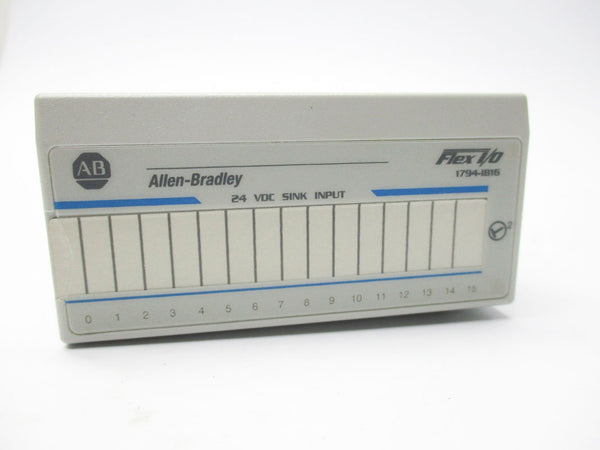 AB
Allen-Bradley
Flex I/O
1794-IB16
24 VDC SINK INPUT
2
0 1 2 3 4 5 6 7 8 9 10 11 12 13 14 15